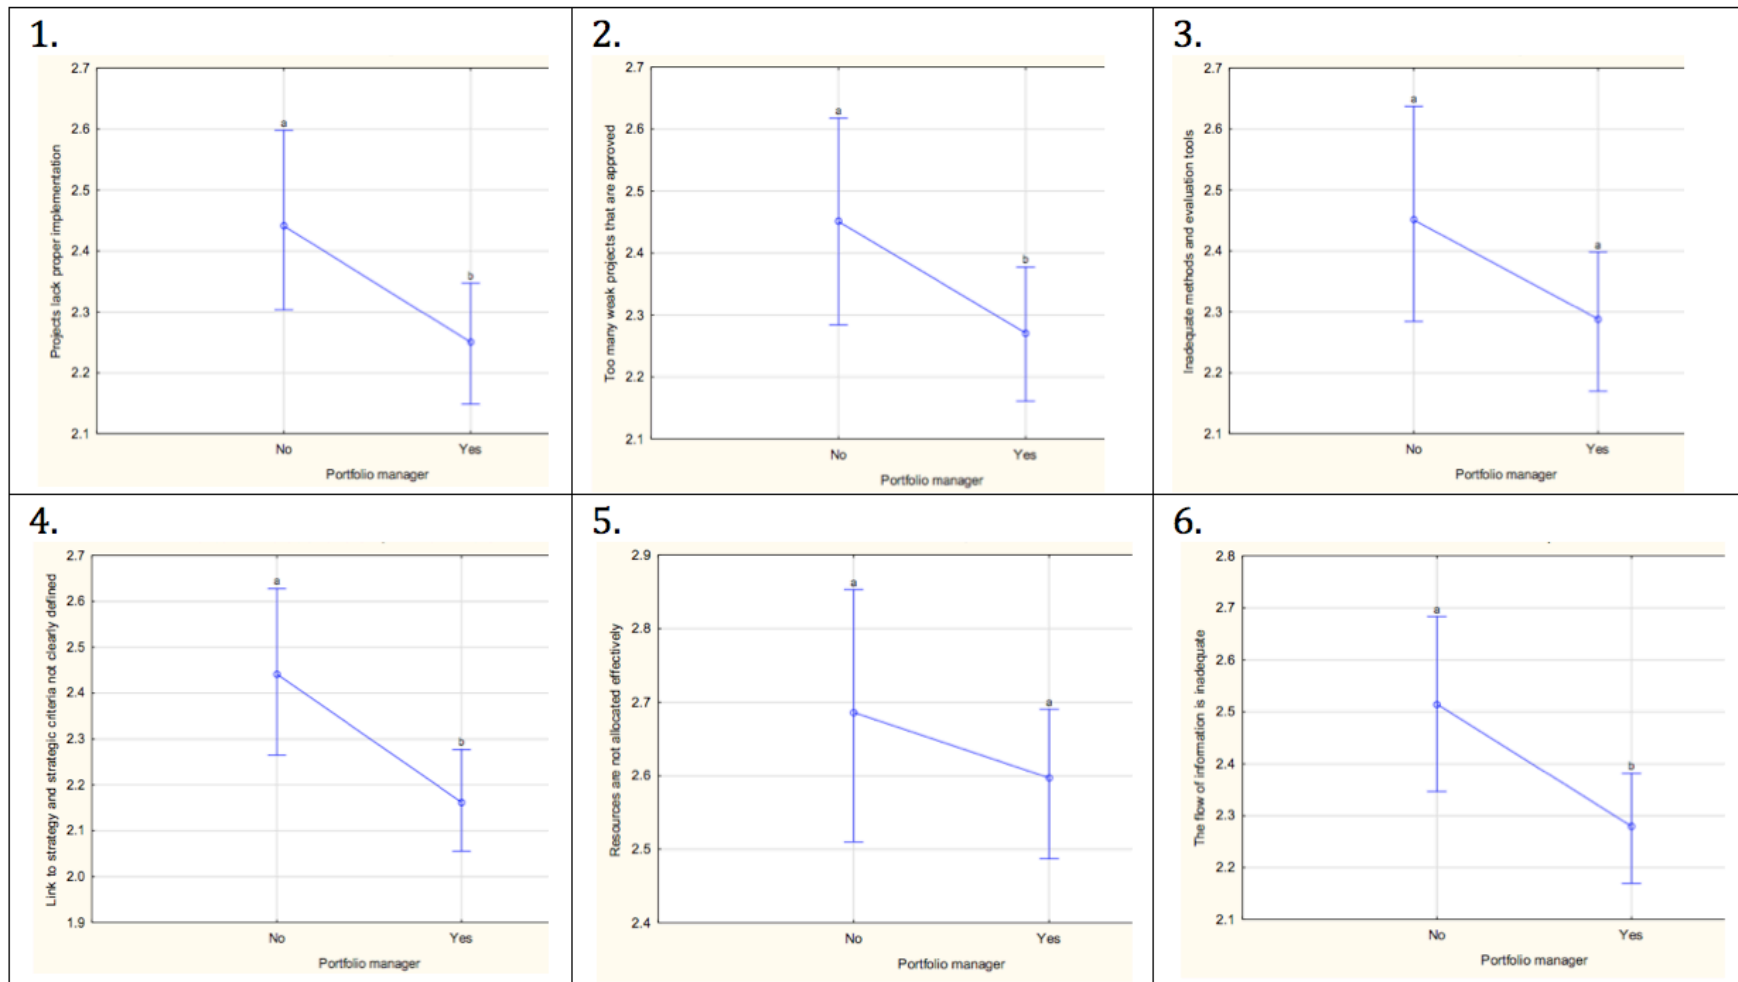 1.
Projects lack proper implementation
2.7
2.6
2.5
2.4
2.3
2.2
2.1
a
b
No Yes
Portfolio manager
2.
Too many weak projects that are approved
2.7
2.6
2.5
2.4
2.3
2.2
2.1
a
b
No Yes
Portfolio manager
3.
Inadequate methods and evaluation tools
2.7
2.6
2.5
2.4
2.3
2.2
2.1
a
a
No Yes
Portfolio manager
4.
Link to strategy and strategic criteria not clearly defined
2.7
2.6
2.5
2.4
2.3
2.2
2.1
2.0
1.9
a
b
No Yes
Portfolio manager
5.
Resources are not allocated effectively
2.9
2.8
2.7
2.6
2.5
2.4
a
a
No Yes
Portfolio manager
6.
The flow of information is inadequate
2.8
2.7
2.6
2.5
2.4
2.3
2.2
2.1
a
b
No Yes
Portfolio manager